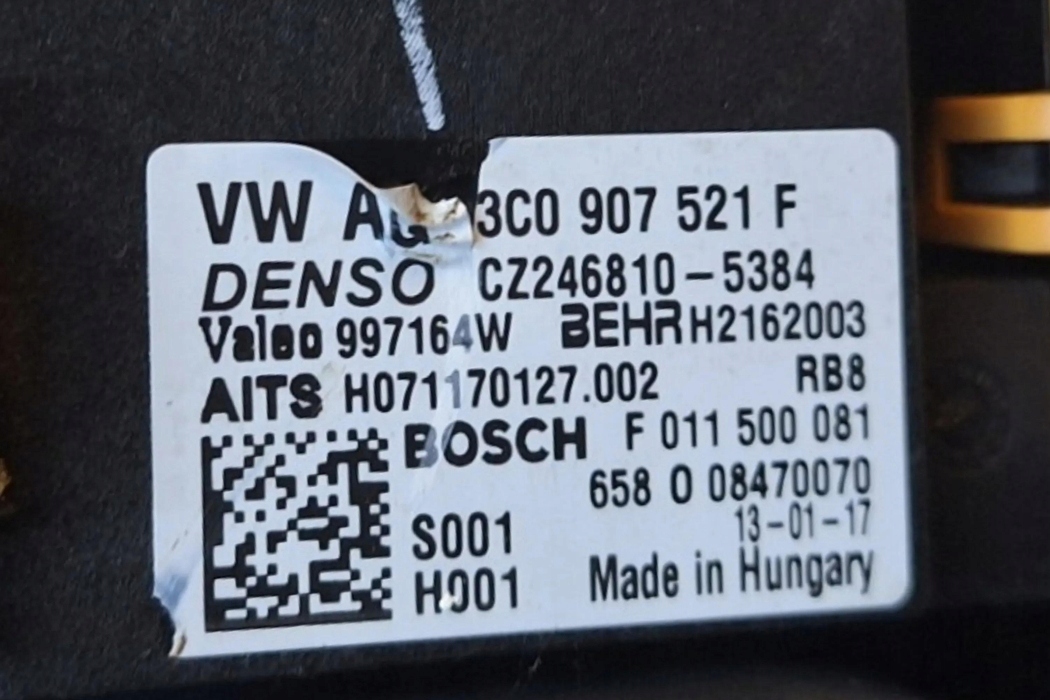 VW AG 3C0 907 521 F
DENSO CZ246810-5384
Valeo 997164W BEHR H2162003
AITS H071170127.002 RB8
BOSCH F 011 500 081
658 0 08470070
13-01-17
S001
H001 Made in Hungary